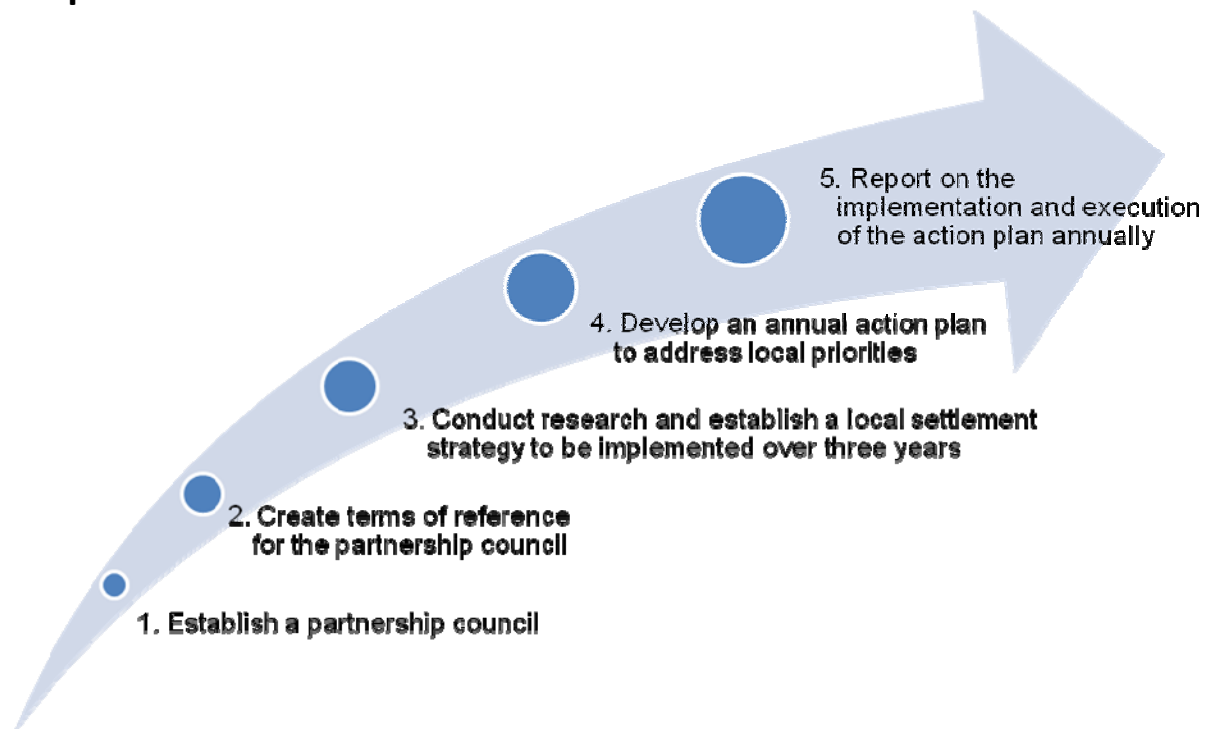 5. Report on the
implementation and execution
of the action plan annually
4. Develop an annual action plan
to address local priorities
3. Conduct research and establish a local settlement
strategy to be implemented over three years
2. Create terms of reference
for the partnership council
1. Establish a partnership council